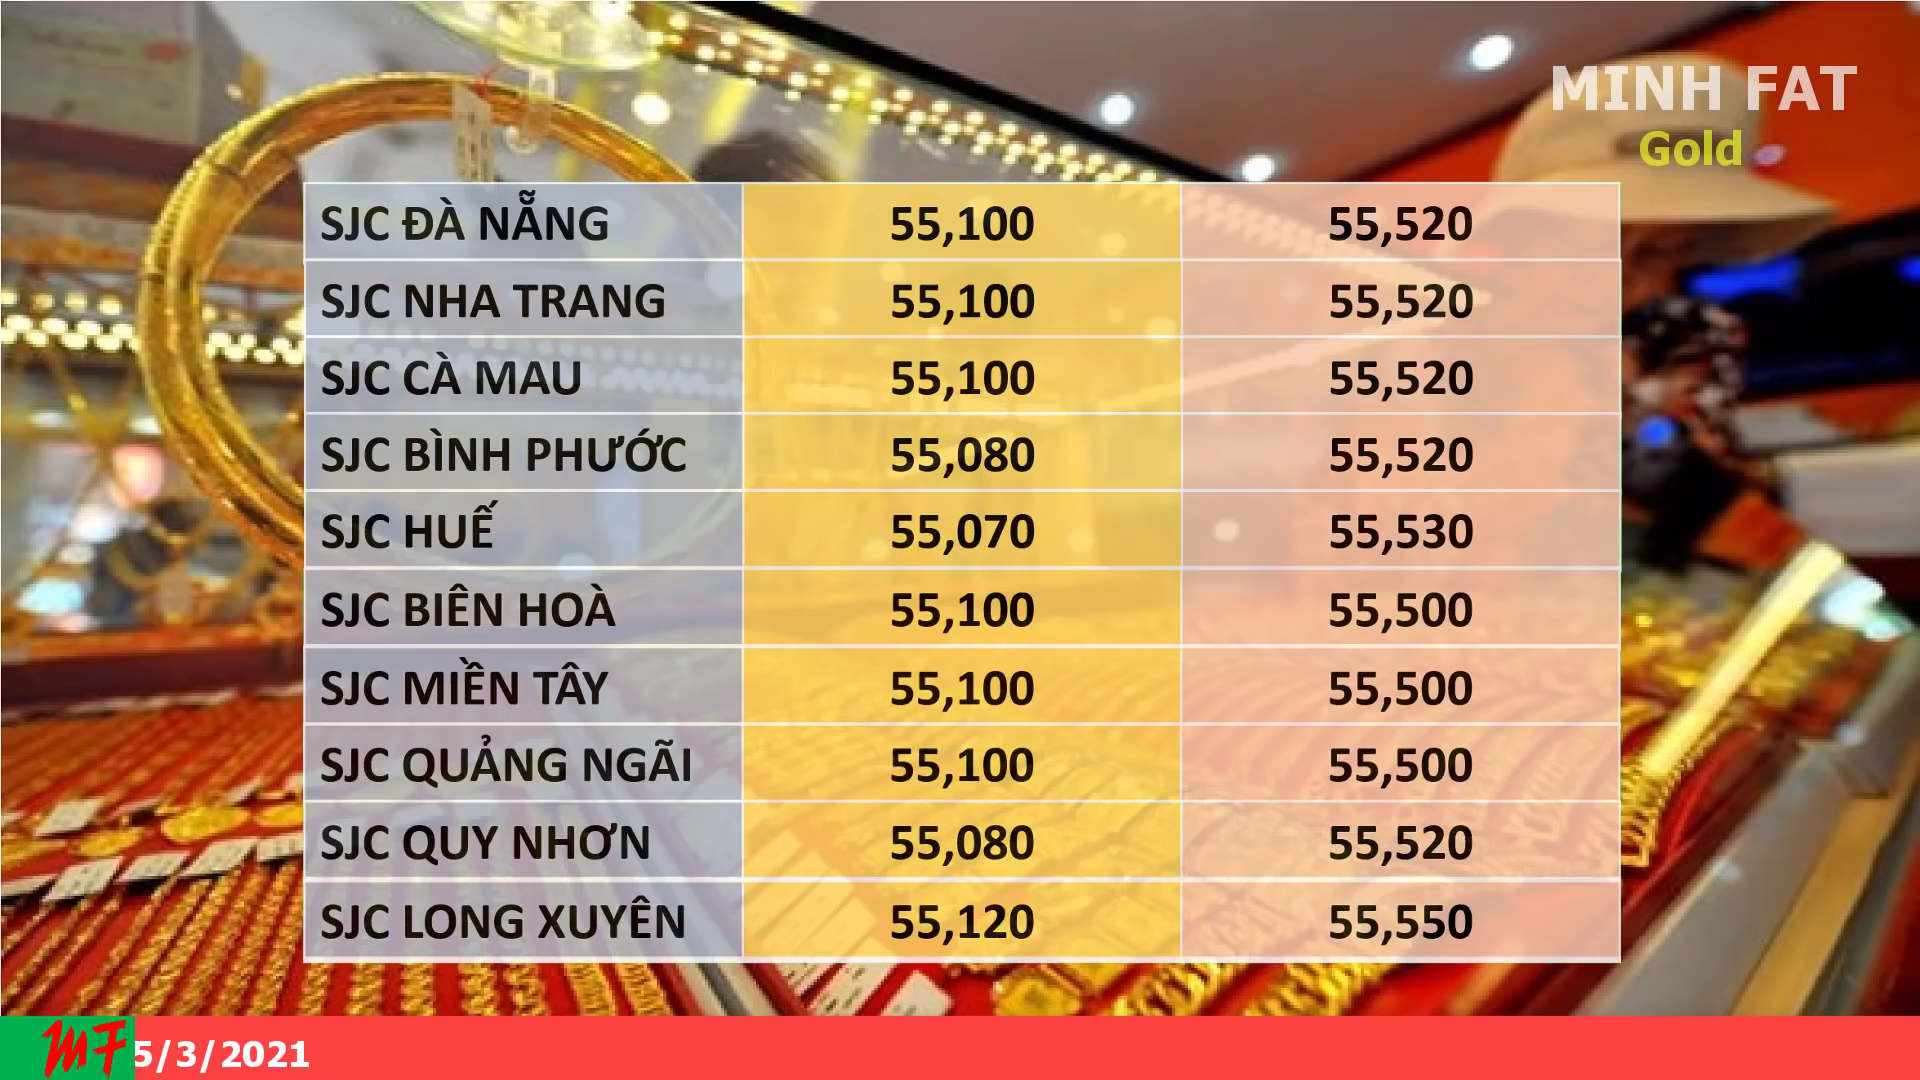 MINH FAT
Gold
SJC ĐÀ NẴNG 55,100 55,520
SJC NHA TRANG 55,100 55,520
SJC CÀ MAU 55,100 55,520
SJC BÌNH PHƯỚC 55,080 55,520
SJC HUẾ 55,070 55,530
SJC BIÊN HOÀ 55,100 55,500
SJC MIỀN TÂY 55,100 55,500
SJC QUẢNG NGÃI 55,100 55,500
SJC QUY NHƠN 55,080 55,520
SJC LONG XUYÊN 55,120 55,550
MF 5/3/2021